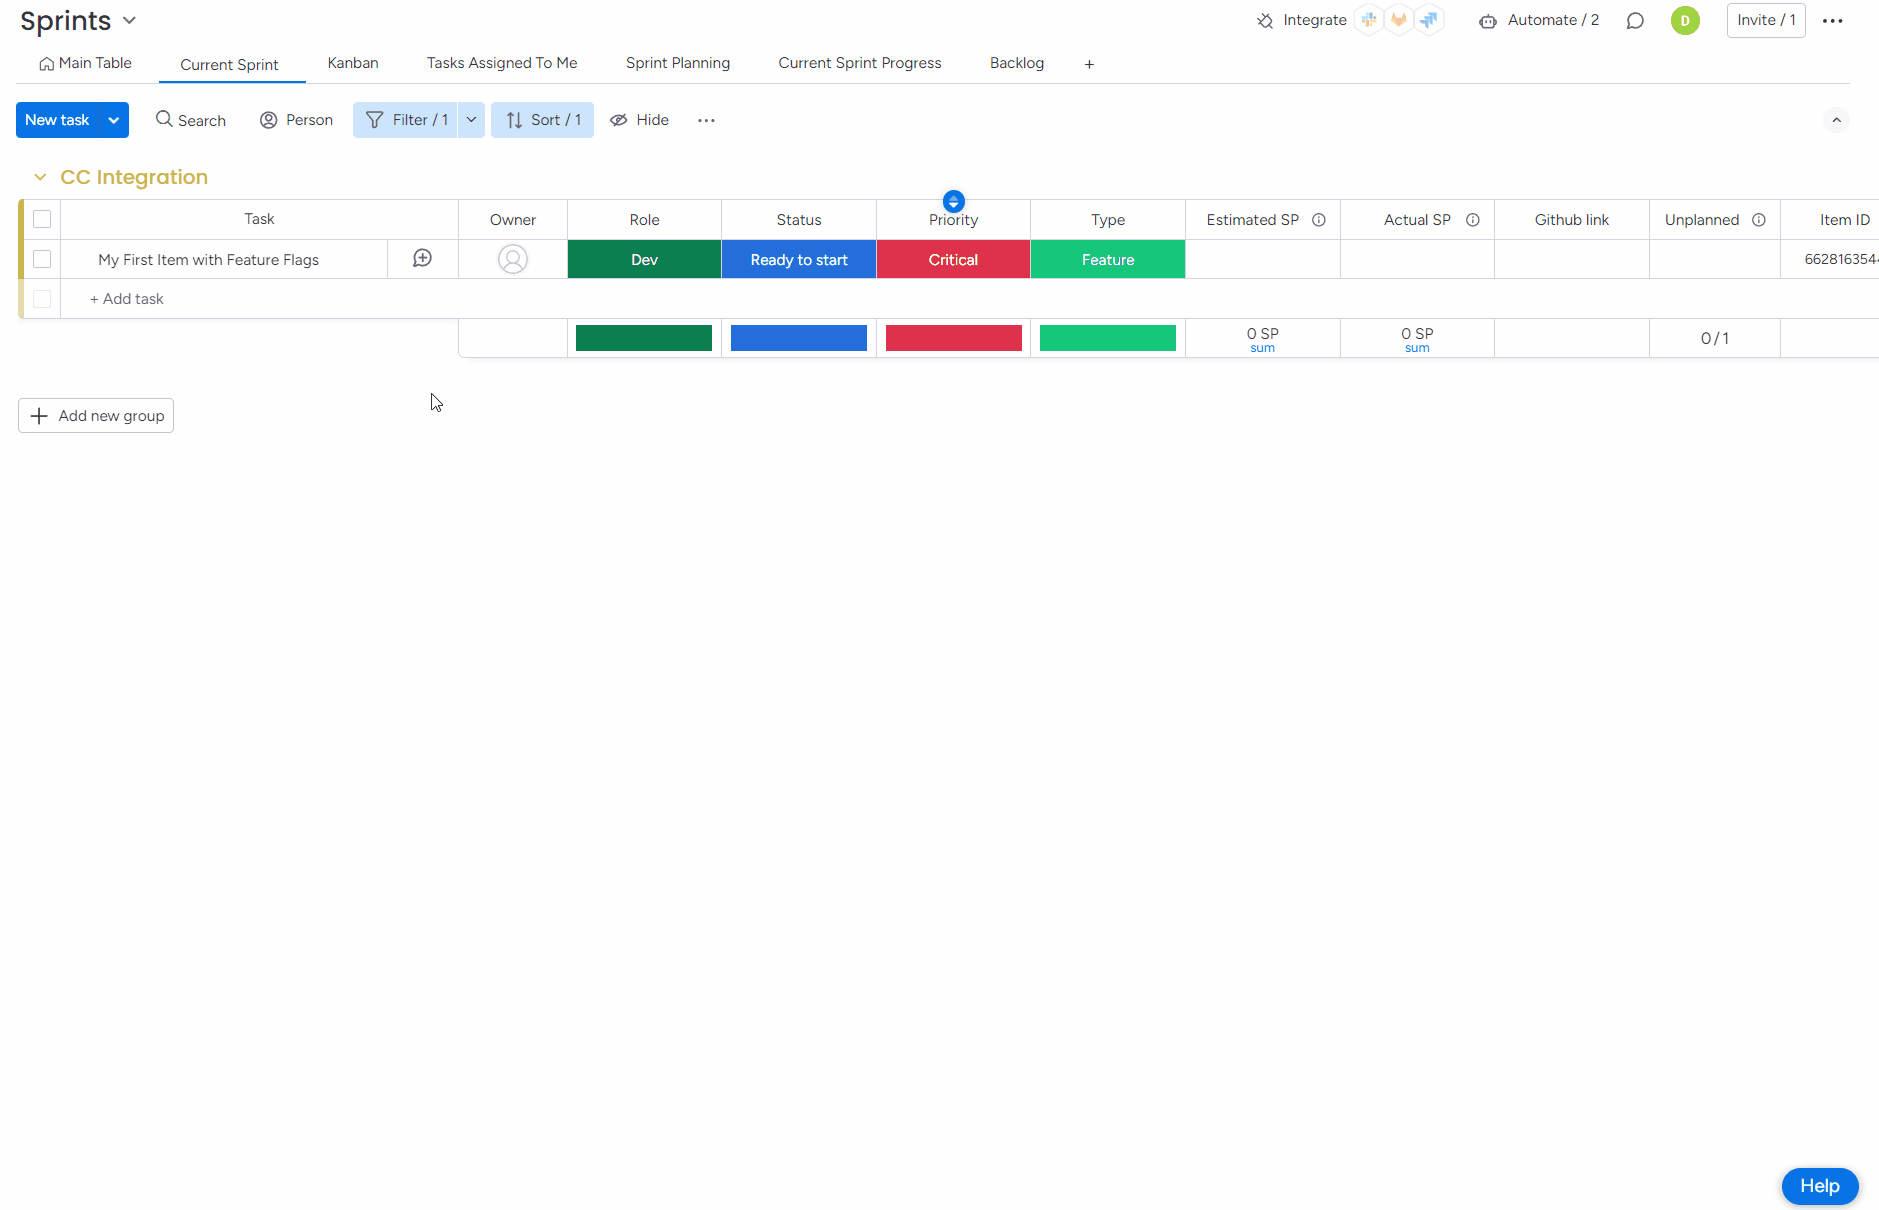 Sprints
Integrate
Automate / 2
D
Invite / 1
Main Table
Current Sprint
Kanban
Tasks Assigned To Me
Sprint Planning
Current Sprint Progress
Backlog
+
New task
Search
Person
Filter / 1
Sort / 1
Hide
CC Integration
Task
Owner
Role
Status
Priority
Type
Estimated SP
Actual SP
Github link
Unplanned
Item ID
My First Item with Feature Flags
Dev
Ready to start
Critical
Feature
+ Add task
0 SP
sum
0 SP
sum
0 / 1
+ Add new group
Help